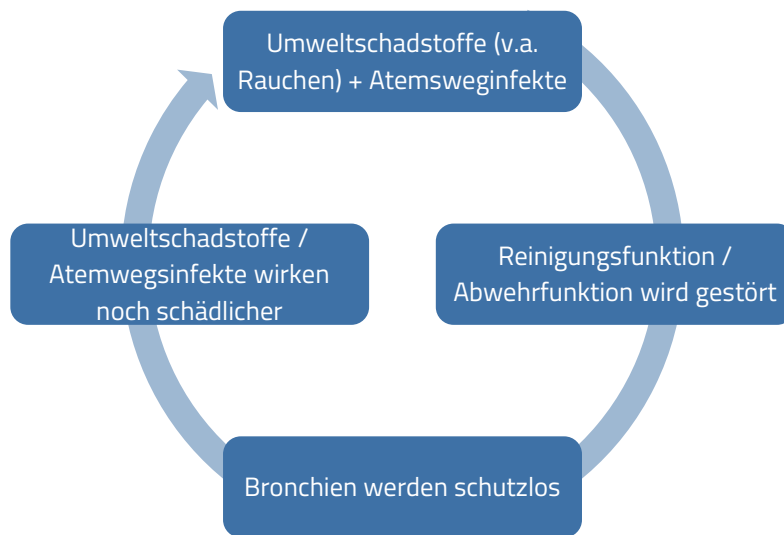 Umweltschadstoffe (v.a.
Rauchen) + Atemsweginfekte
Reinigungsfunktion /
Abwehrfunktion wird gestört
Bronchien werden schutzlos
Umweltschadstoffe /
Atemwegsinfekte wirken
noch schädlicher